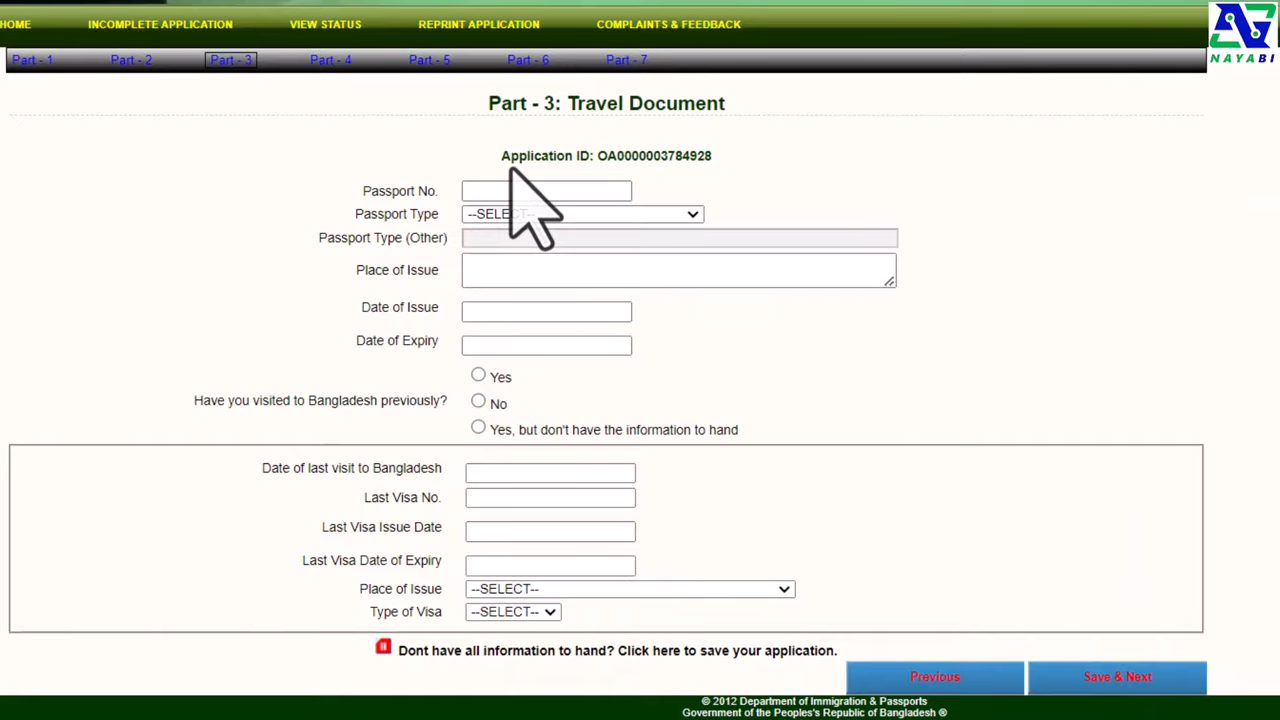 HOME INCOMPLETE APPLICATION VIEW STATUS REPRINT APPLICATION COMPLAINTS & FEEDBACK
NAYABI
Part - 1 Part - 2 Part - 3 Part - 4 Part - 5 Part - 6 Part - 7
Part - 3: Travel Document
Application ID: OA0000003784928
Passport No.
Passport Type --SELECT--
Passport Type (Other)
Place of Issue
Date of Issue
Date of Expiry
Yes
Have you visited to Bangladesh previously?
No
Yes, but don't have the information to hand
Date of last visit to Bangladesh
Last Visa No.
Last Visa Issue Date
Last Visa Date of Expiry
Place of Issue --SELECT--
Type of Visa --SELECT--
Dont have all information to hand? Click here to save your application.
Previous Save & Next
© 2012 Department of Immigration & Passports
Government of the Peoples's Republic of Bangladesh ®